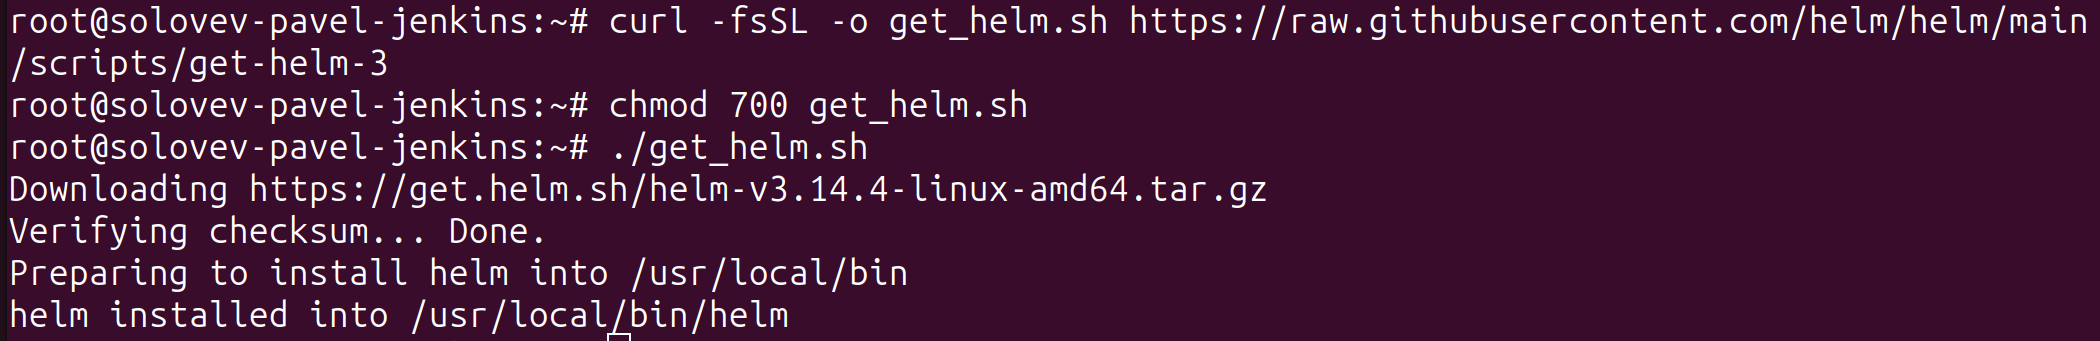 root@solovev-pavel-jenkins:~# curl -fsSL -o get_helm.sh https://raw.githubusercontent.com/helm/helm/main
/scripts/get-helm-3
root@solovev-pavel-jenkins:~# chmod 700 get_helm.sh
root@solovev-pavel-jenkins:~# ./get_helm.sh
Downloading https://get.helm.sh/helm-v3.14.4-linux-amd64.tar.gz
Verifying checksum... Done.
Preparing to install helm into /usr/local/bin
helm installed into /usr/local/bin/helm